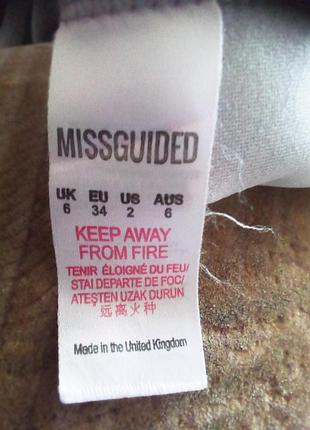 MISSGUIDED
UK EU US AUS
6 34 2 6
KEEP AWAY
FROM FIRE
TENIR ÉLOIGNÉ DU FEU/
STAI DEPARTE DE FOC/
ATEŞTEN UZAK DURUN
远离火种
Made in the United Kingdom